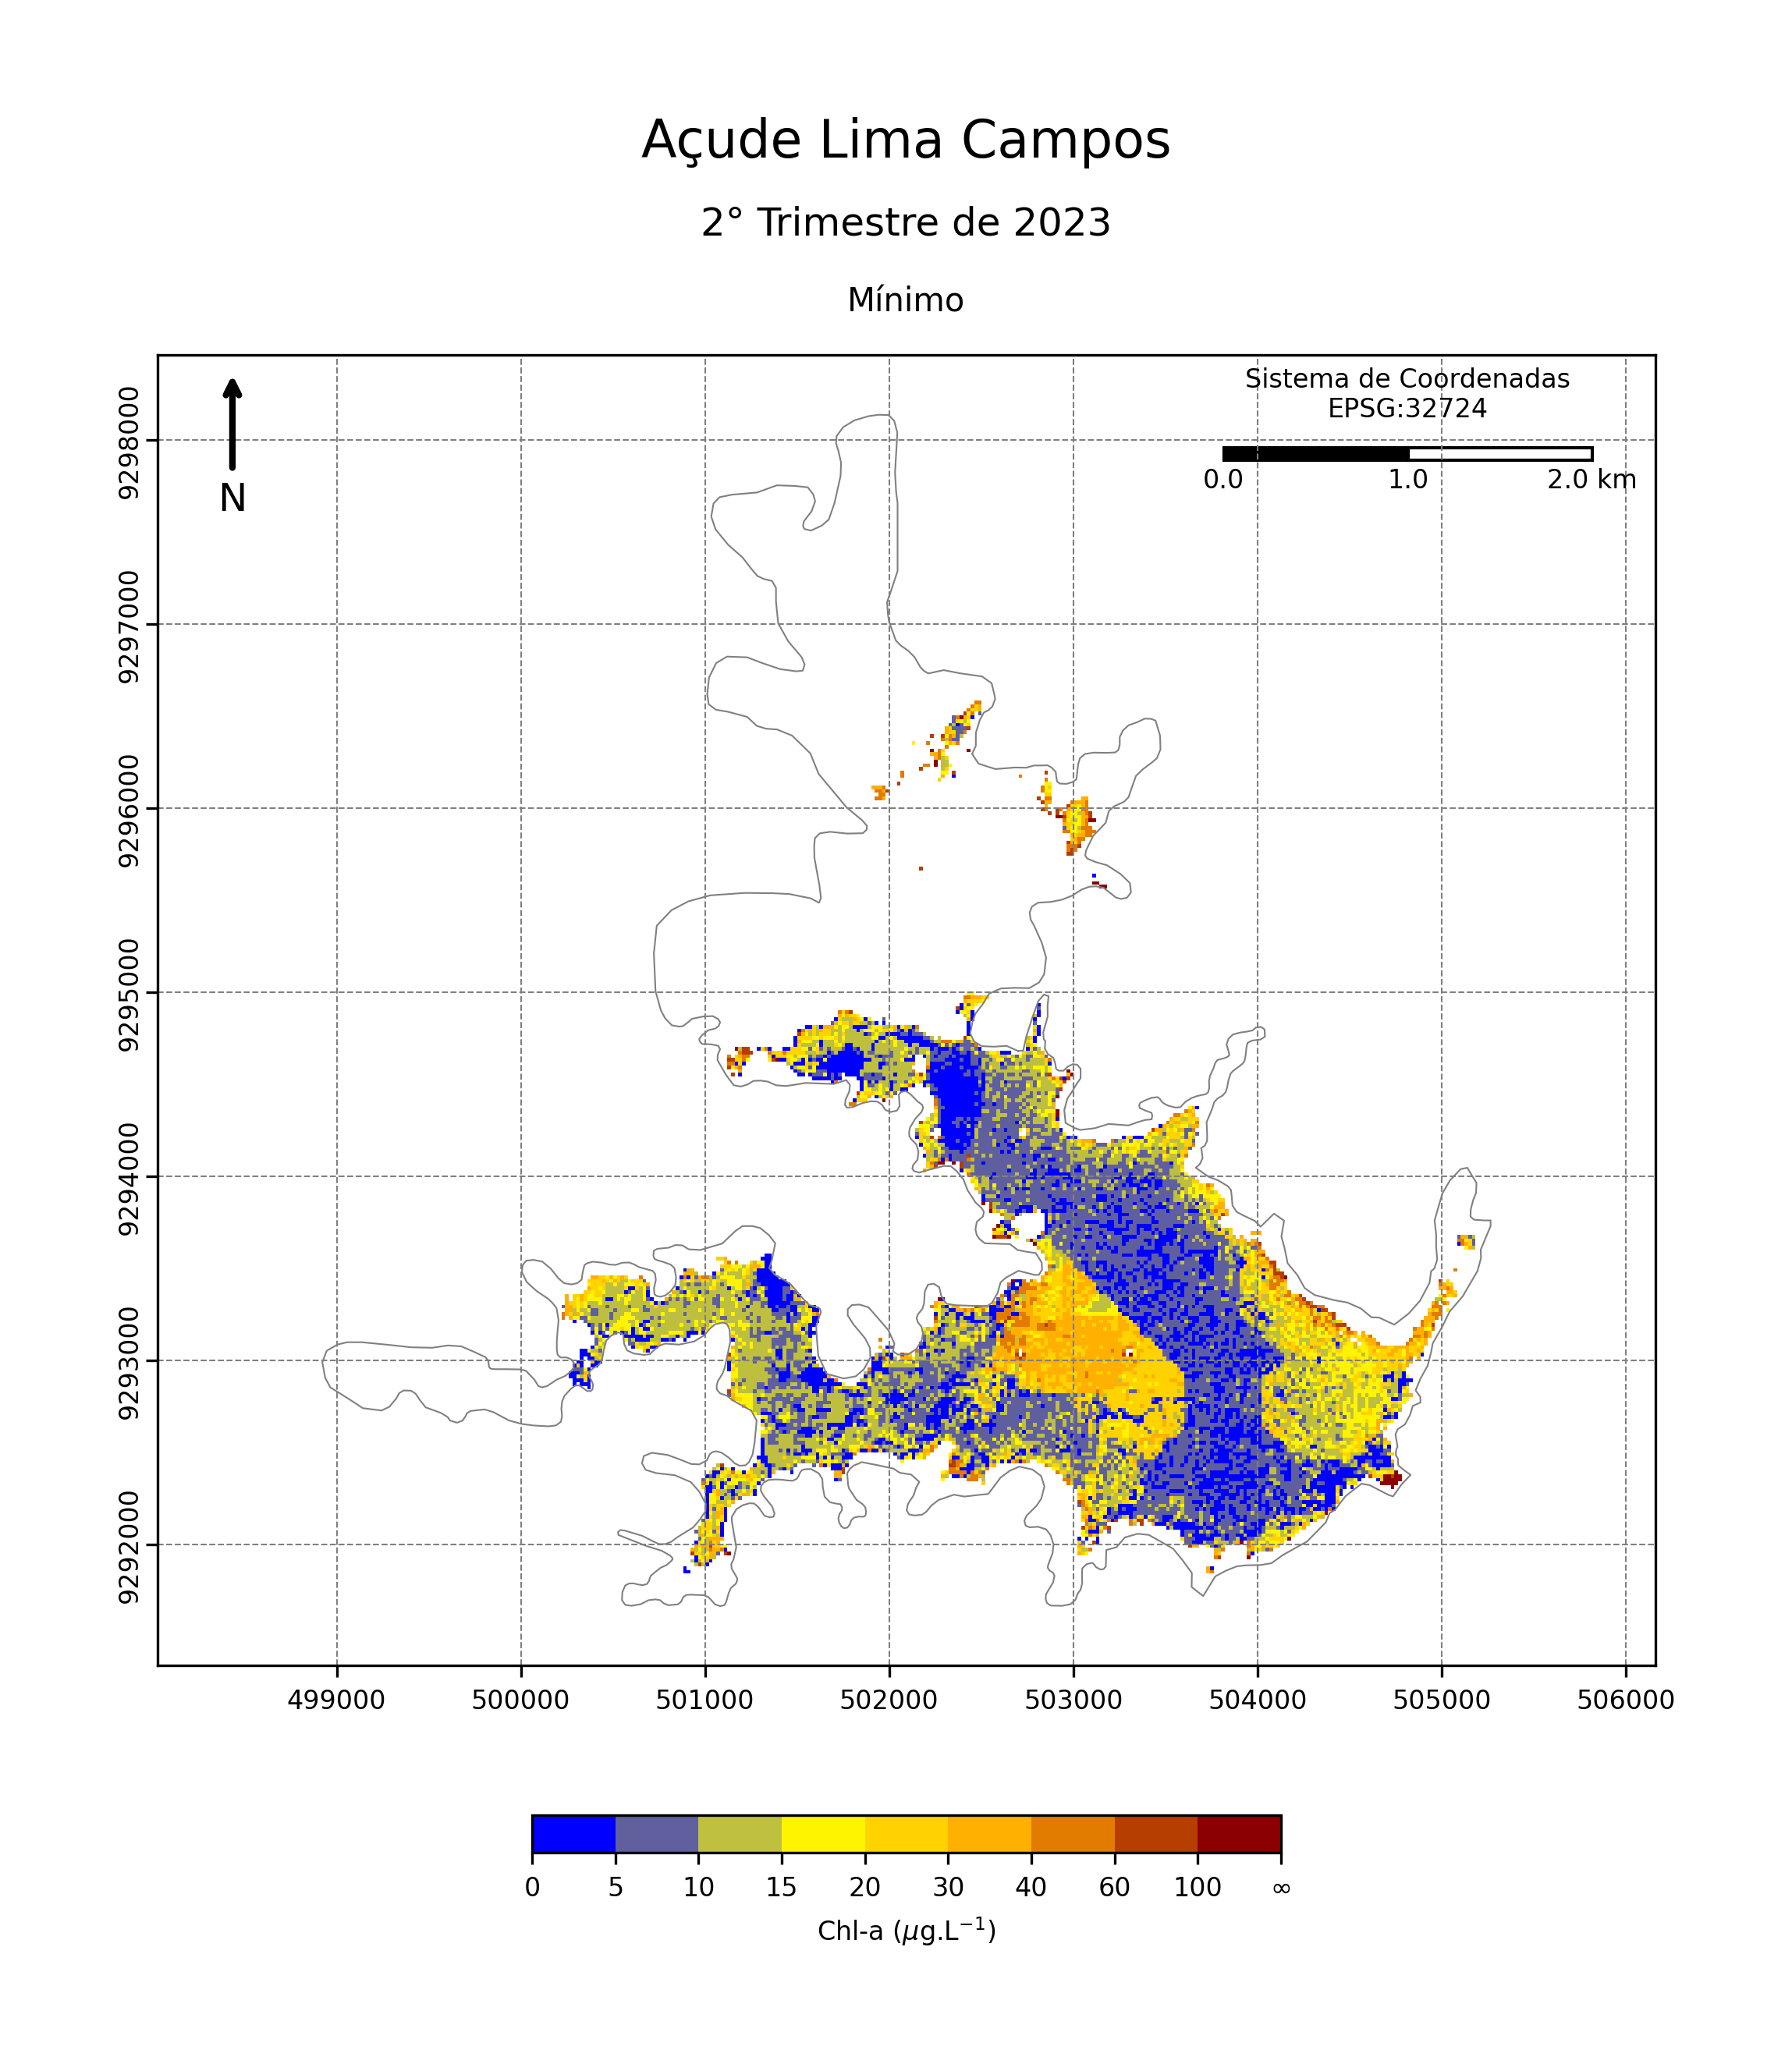 Açude Lima Campos
2° Trimestre de 2023
Mínimo
Sistema de Coordenadas
EPSG:32724
0.0 1.0 2.0 km
N
9298000
9297000
9296000
9295000
9294000
9293000
9292000
499000 500000 501000 502000 503000 504000 505000 506000
0 5 10 15 20 30 40 60 100 ∞
Chl-a (μg.L⁻¹)